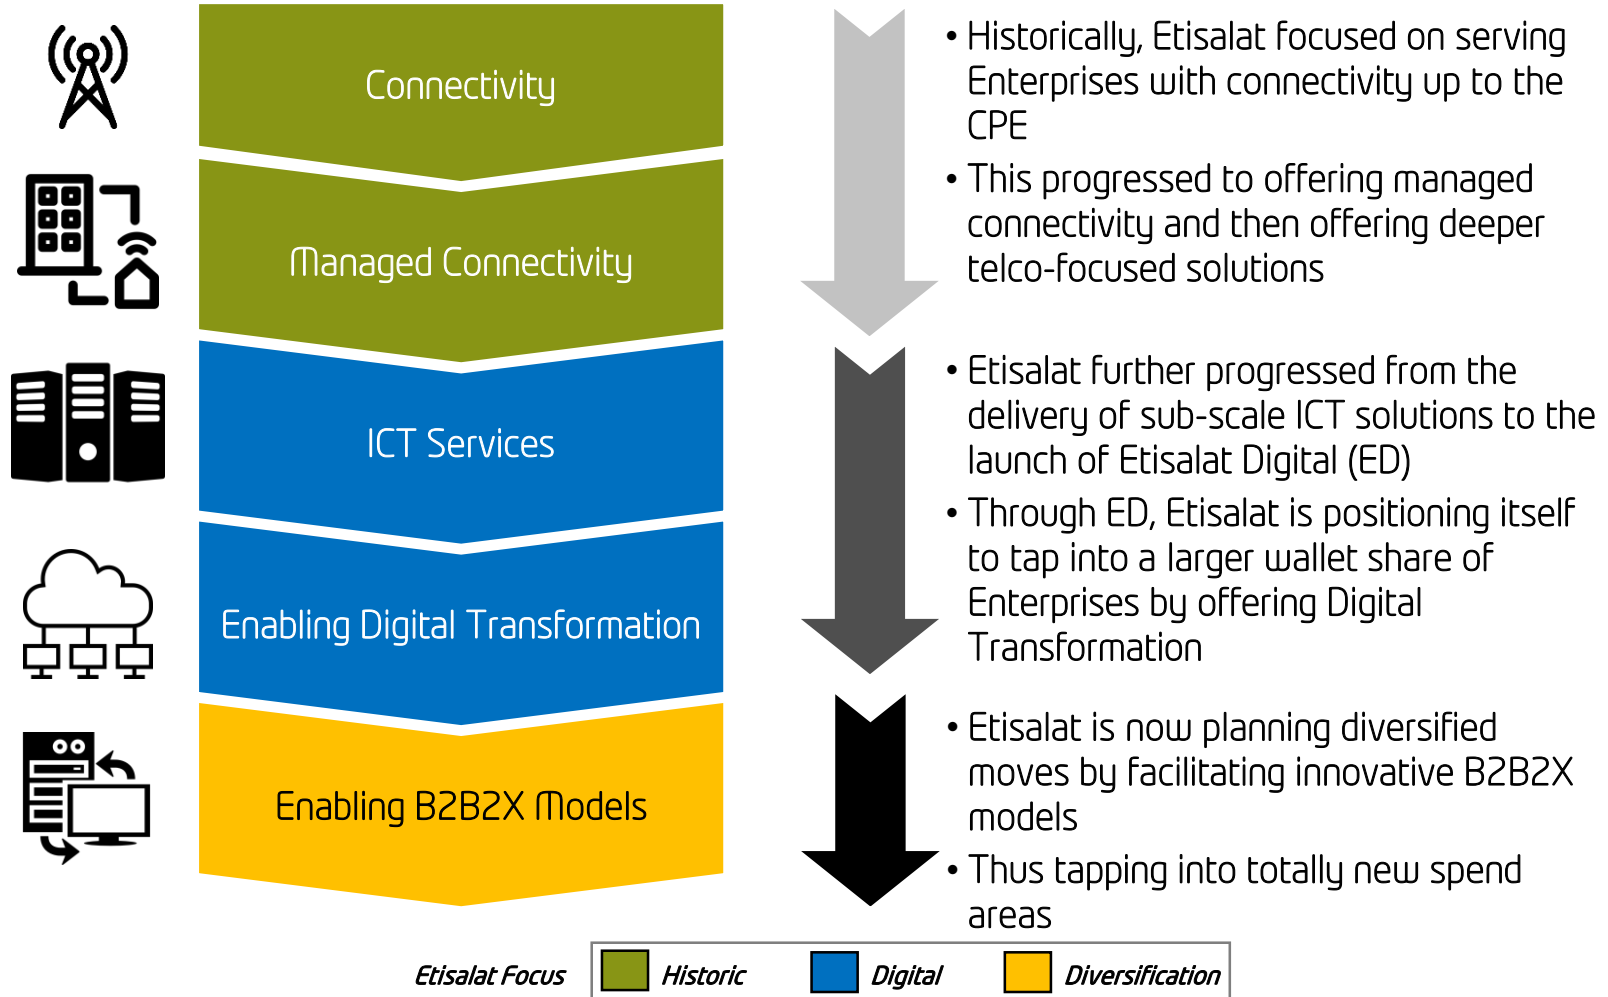 Connectivity
Managed Connectivity
ICT Services
Enabling Digital Transformation
Enabling B2B2X Models
• Historically, Etisalat focused on serving
Enterprises with connectivity up to the
CPE
• This progressed to offering managed
connectivity and then offering deeper
telco-focused solutions
• Etisalat further progressed from the
delivery of sub-scale ICT solutions to the
launch of Etisalat Digital (ED)
• Through ED, Etisalat is positioning itself
to tap into a larger wallet share of
Enterprises by offering Digital
Transformation
• Etisalat is now planning diversified
moves by facilitating innovative B2B2X
models
• Thus tapping into totally new spend
areas
Etisalat Focus Historic Digital Diversification